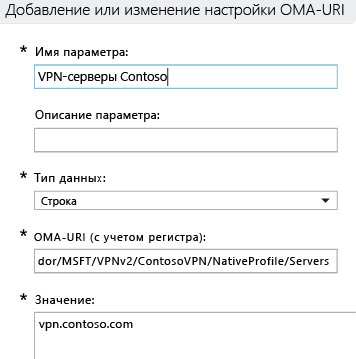 Добавление или изменение настройки OMA-URI
* Имя параметра:
VPN-серверы Contoso
Описание параметра:
* Тип данных:
Строка
* OMA-URI (с учетом регистра):
dor/MSFT/VPNv2/ContosoVPN/NativeProfile/Servers
* Значение:
vpn.contoso.com